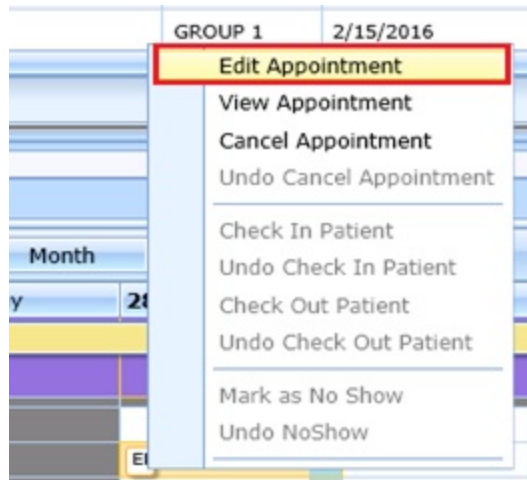 GROUP 1 2/15/2016
Edit Appointment
View Appointment
Cancel Appointment
Undo Cancel Appointment
Check In Patient
Undo Check In Patient
Month
Check Out Patient
y 28
Undo Check Out Patient
Mark as No Show
Undo NoShow